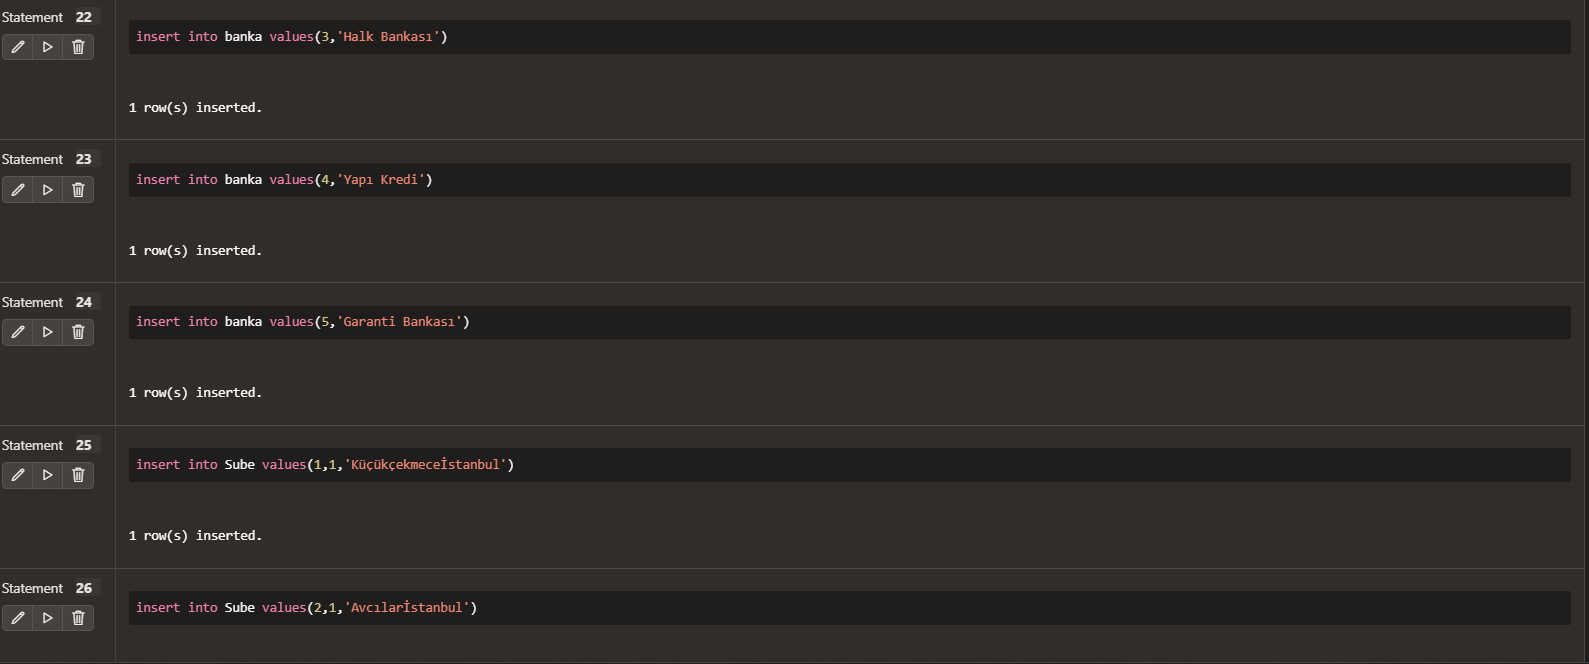 Statement 22
insert into banka values(3,'Halk Bankası')
1 row(s) inserted.
Statement 23
insert into banka values(4,'Yapı Kredi')
1 row(s) inserted.
Statement 24
insert into banka values(5,'Garanti Bankası')
1 row(s) inserted.
Statement 25
insert into Sube values(1,1,'Küçükçekmeceİstanbul')
1 row(s) inserted.
Statement 26
insert into Sube values(2,1,'Avcılarİstanbul')